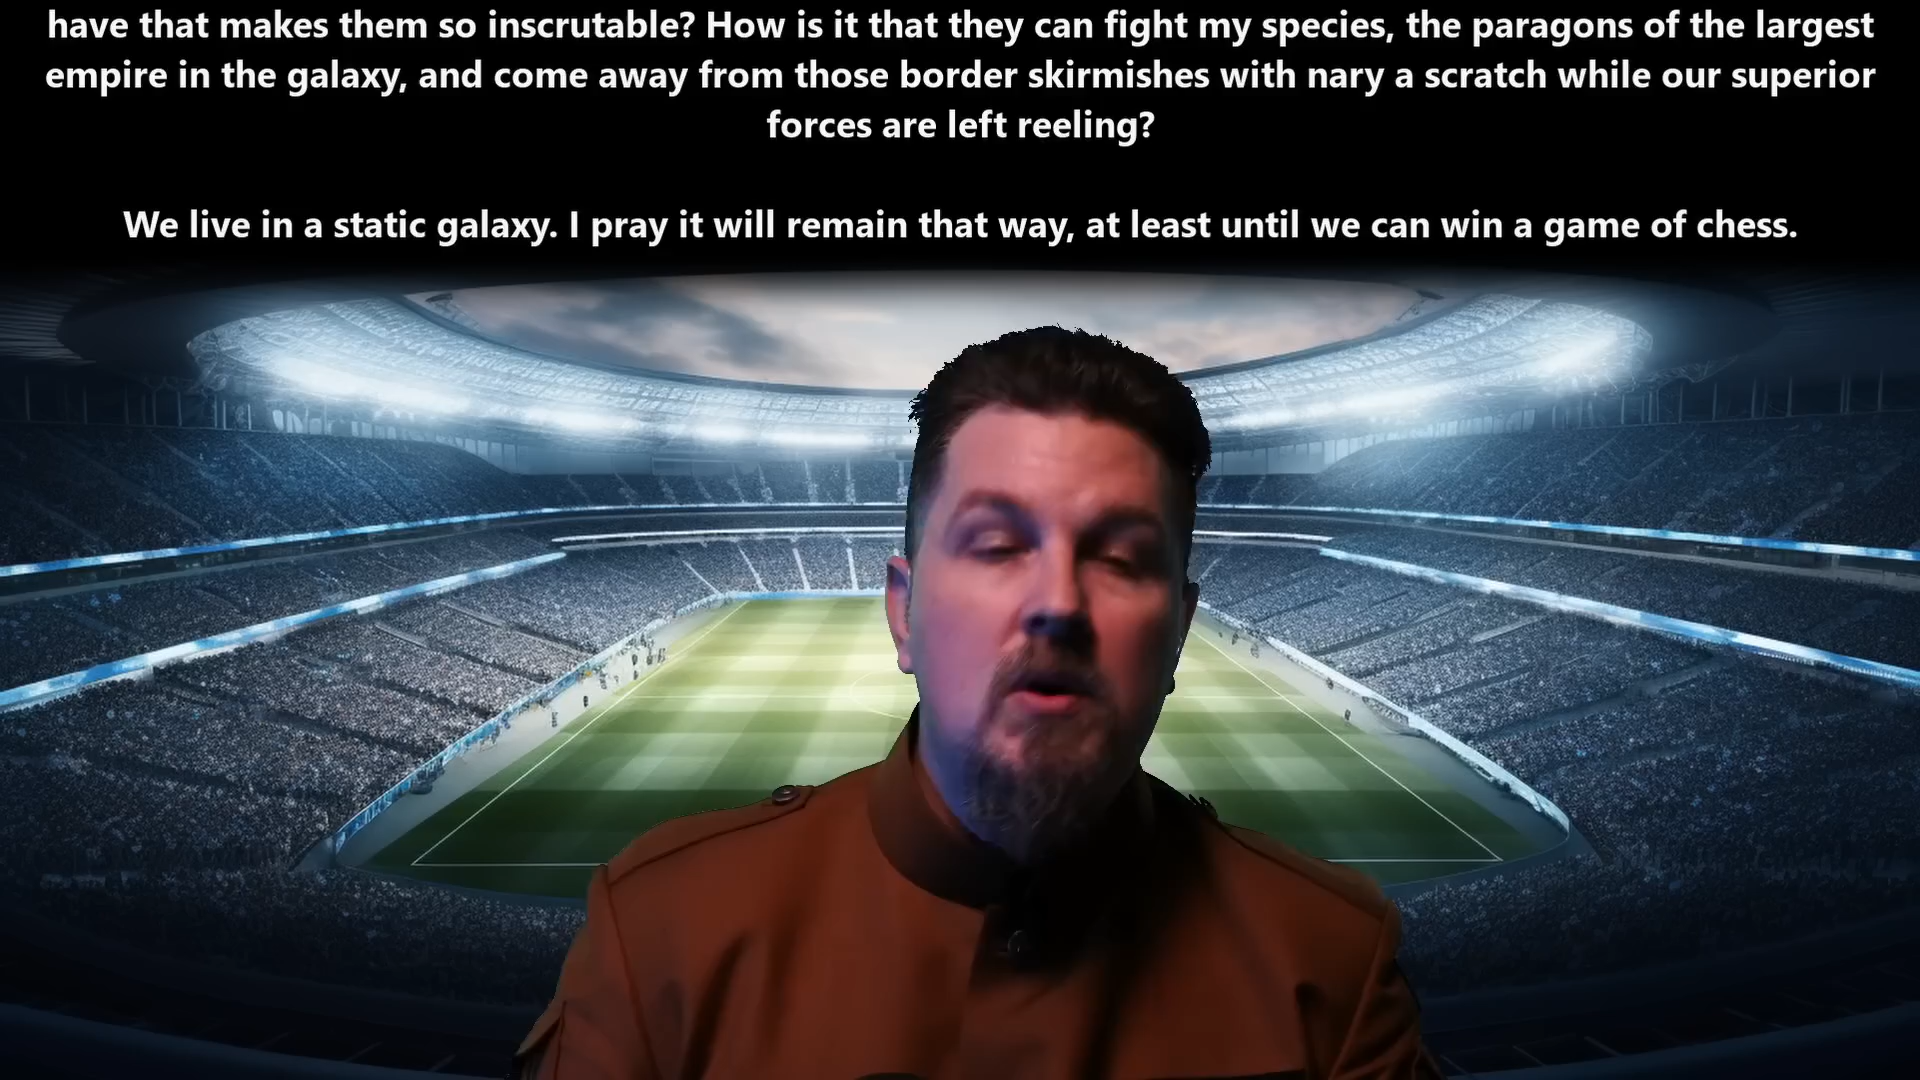 have that makes them so inscrutable? How is it that they can fight my species, the paragons of the largest
empire in the galaxy, and come away from those border skirmishes with nary a scratch while our superior
forces are left reeling?
We live in a static galaxy. I pray it will remain that way, at least until we can win a game of chess.